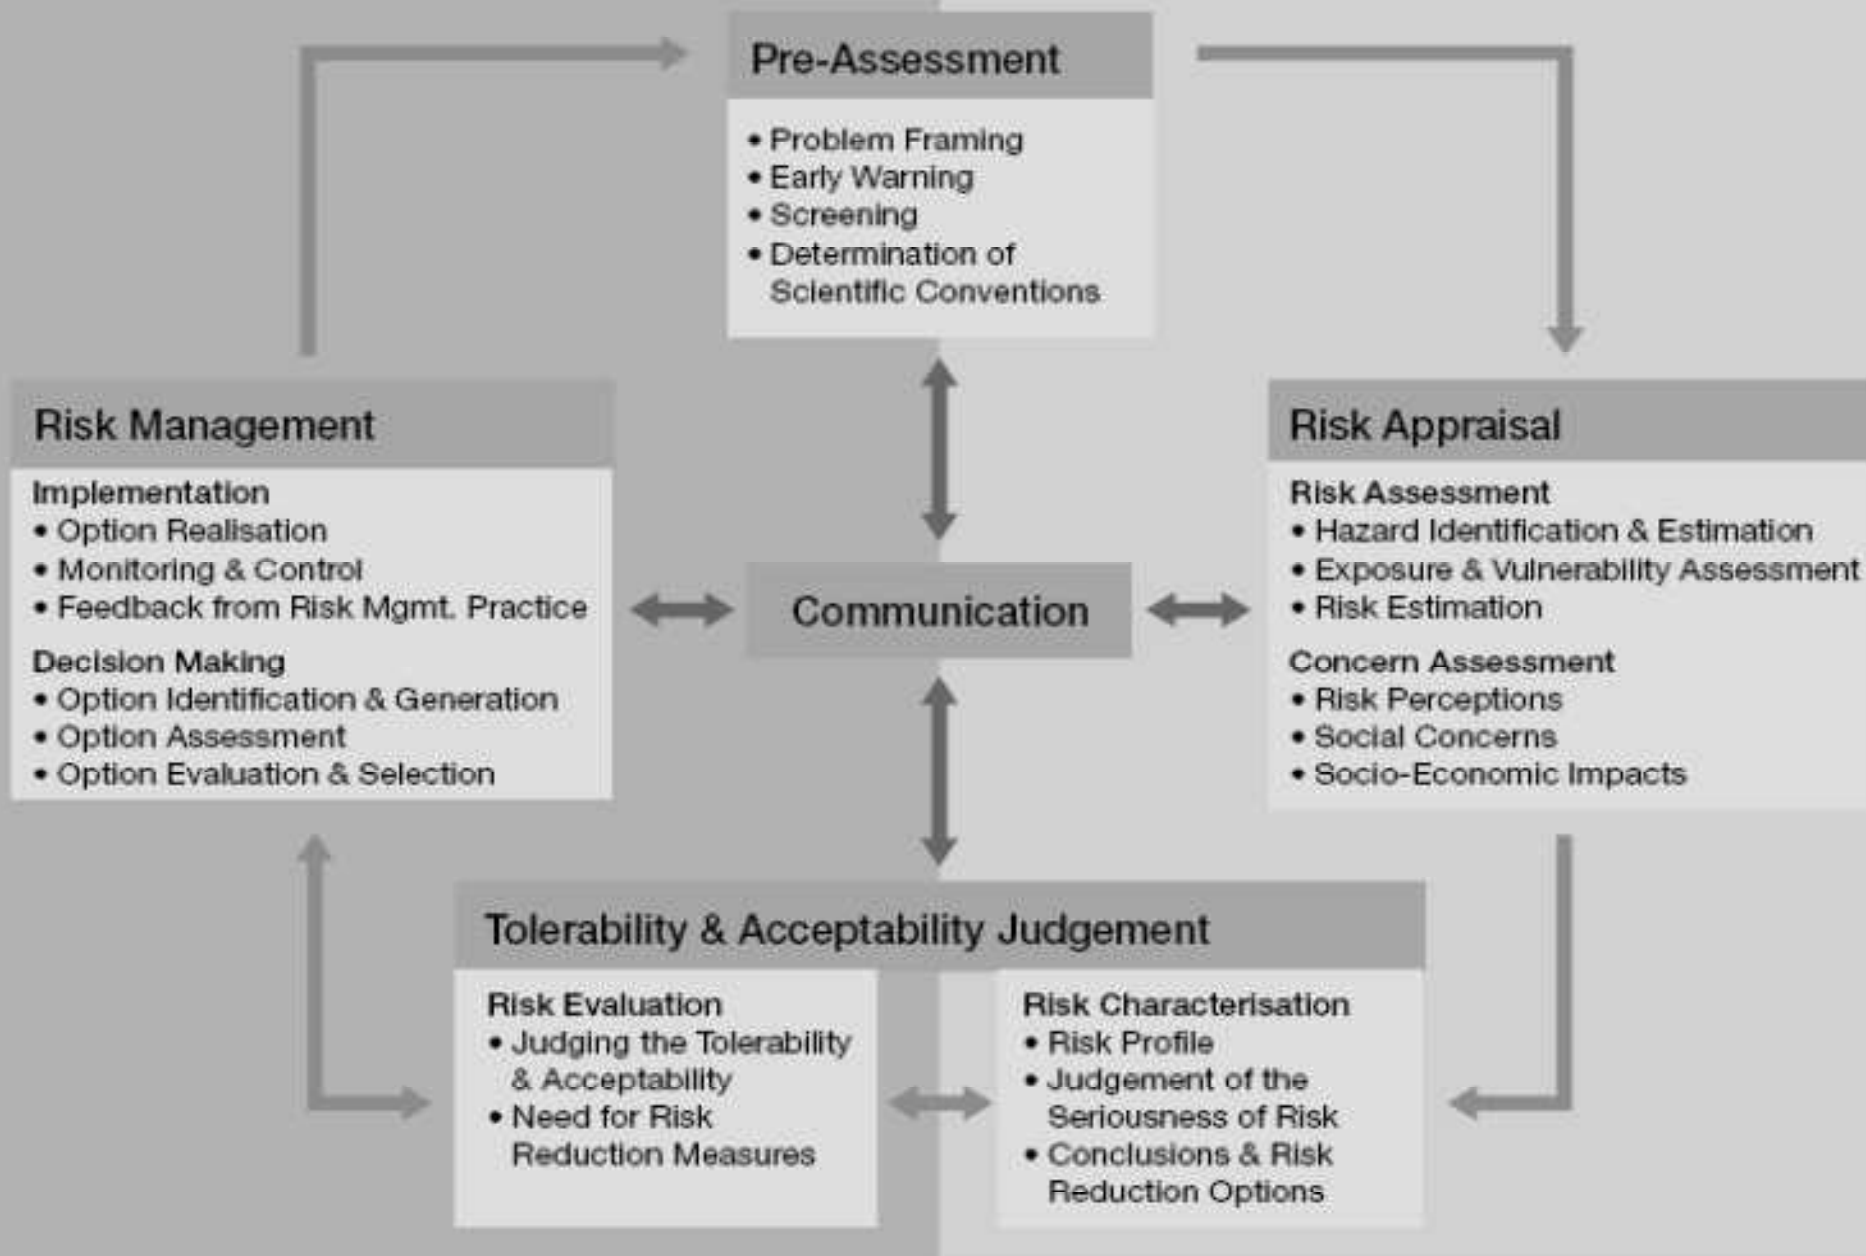 Pre-Assessment
• Problem Framing
• Early Warning
• Screening
• Determination of
Scientific Conventions
Risk Management
Implementation
• Option Realisation
• Monitoring & Control
• Feedback from Risk Mgmt. Practice
Decision Making
• Option Identification & Generation
• Option Assessment
• Option Evaluation & Selection
Communication
Risk Appraisal
Risk Assessment
• Hazard Identification & Estimation
• Exposure & Vulnerability Assessment
• Risk Estimation
Concern Assessment
• Risk Perceptions
• Social Concerns
• Socio-Economic Impacts
Tolerability & Acceptability Judgement
Risk Evaluation
• Judging the Tolerability
& Acceptability
• Need for Risk
Reduction Measures
Risk Characterisation
• Risk Profile
• Judgement of the
Seriousness of Risk
• Conclusions & Risk
Reduction Options